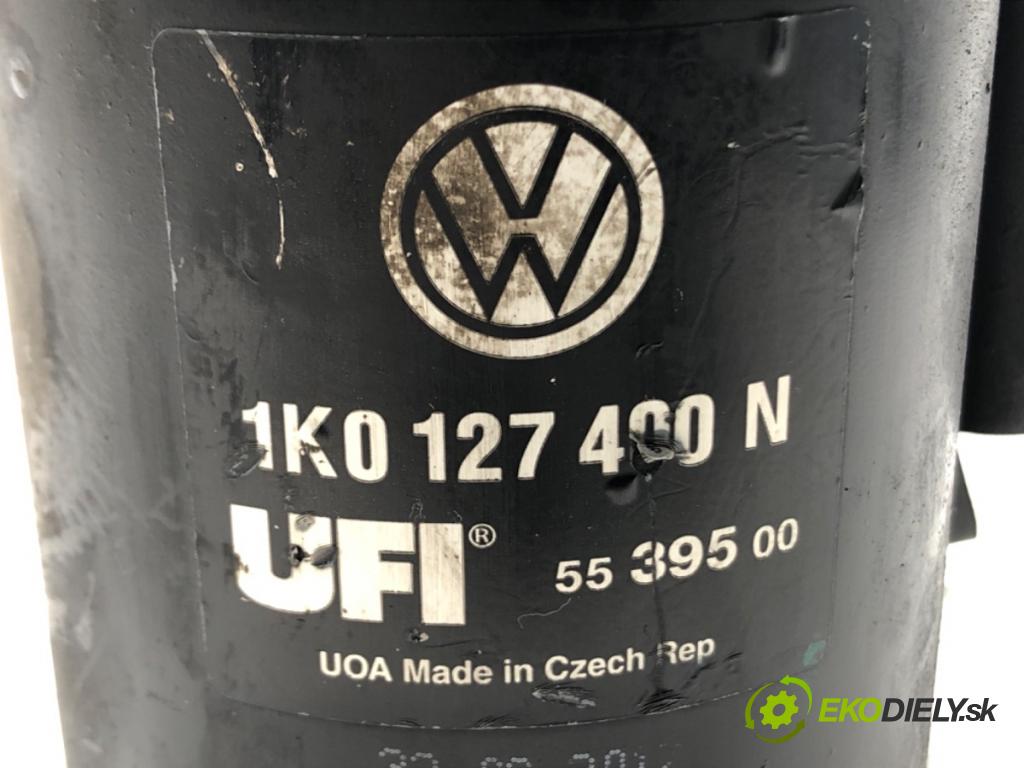 1K0 127 400 N
UFI® 55 395 00
UOA Made in Czech Rep
EKODIELY.sk